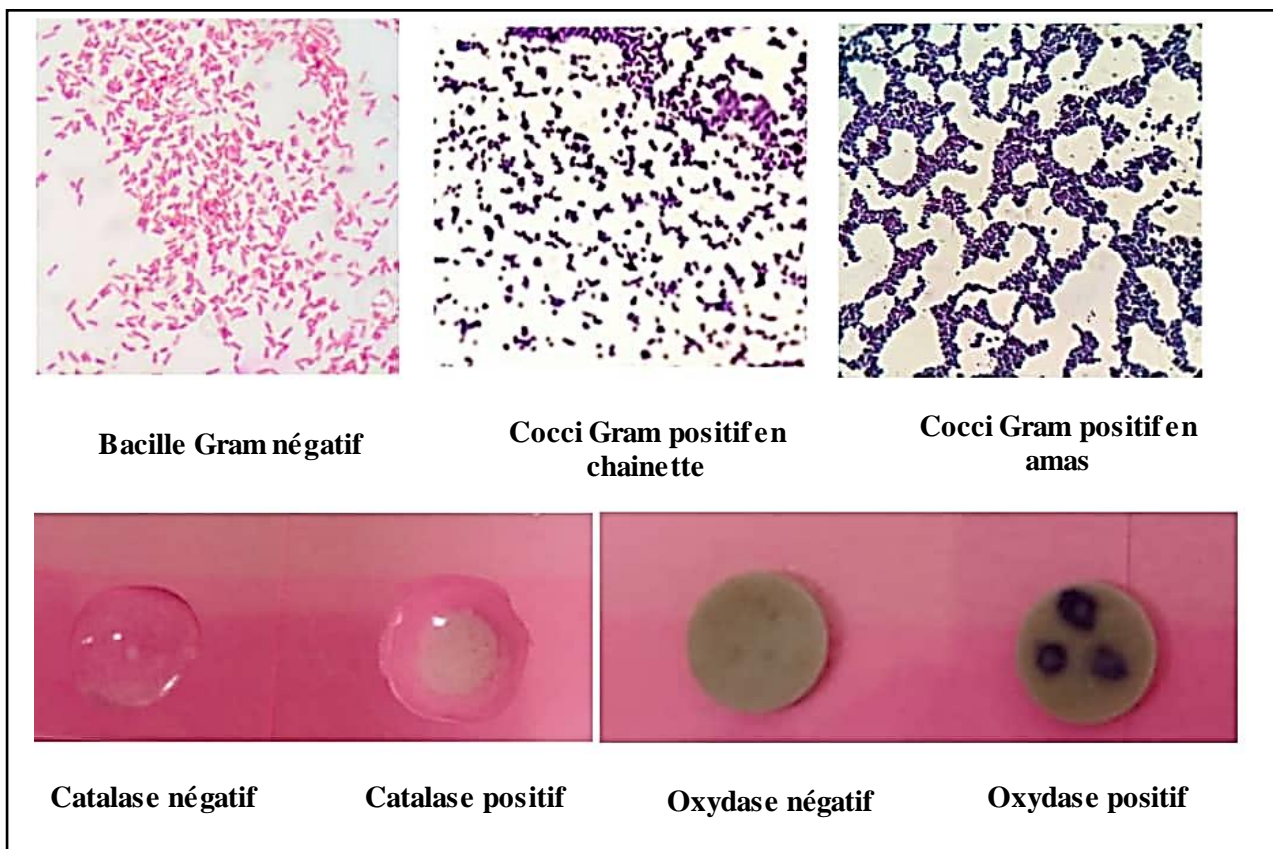 Bacille Gram négatif
Cocci Gram positif en
chainette
Cocci Gram positif en
amas
Catalase négatif
Catalase positif
Oxydase négatif
Oxydase positif